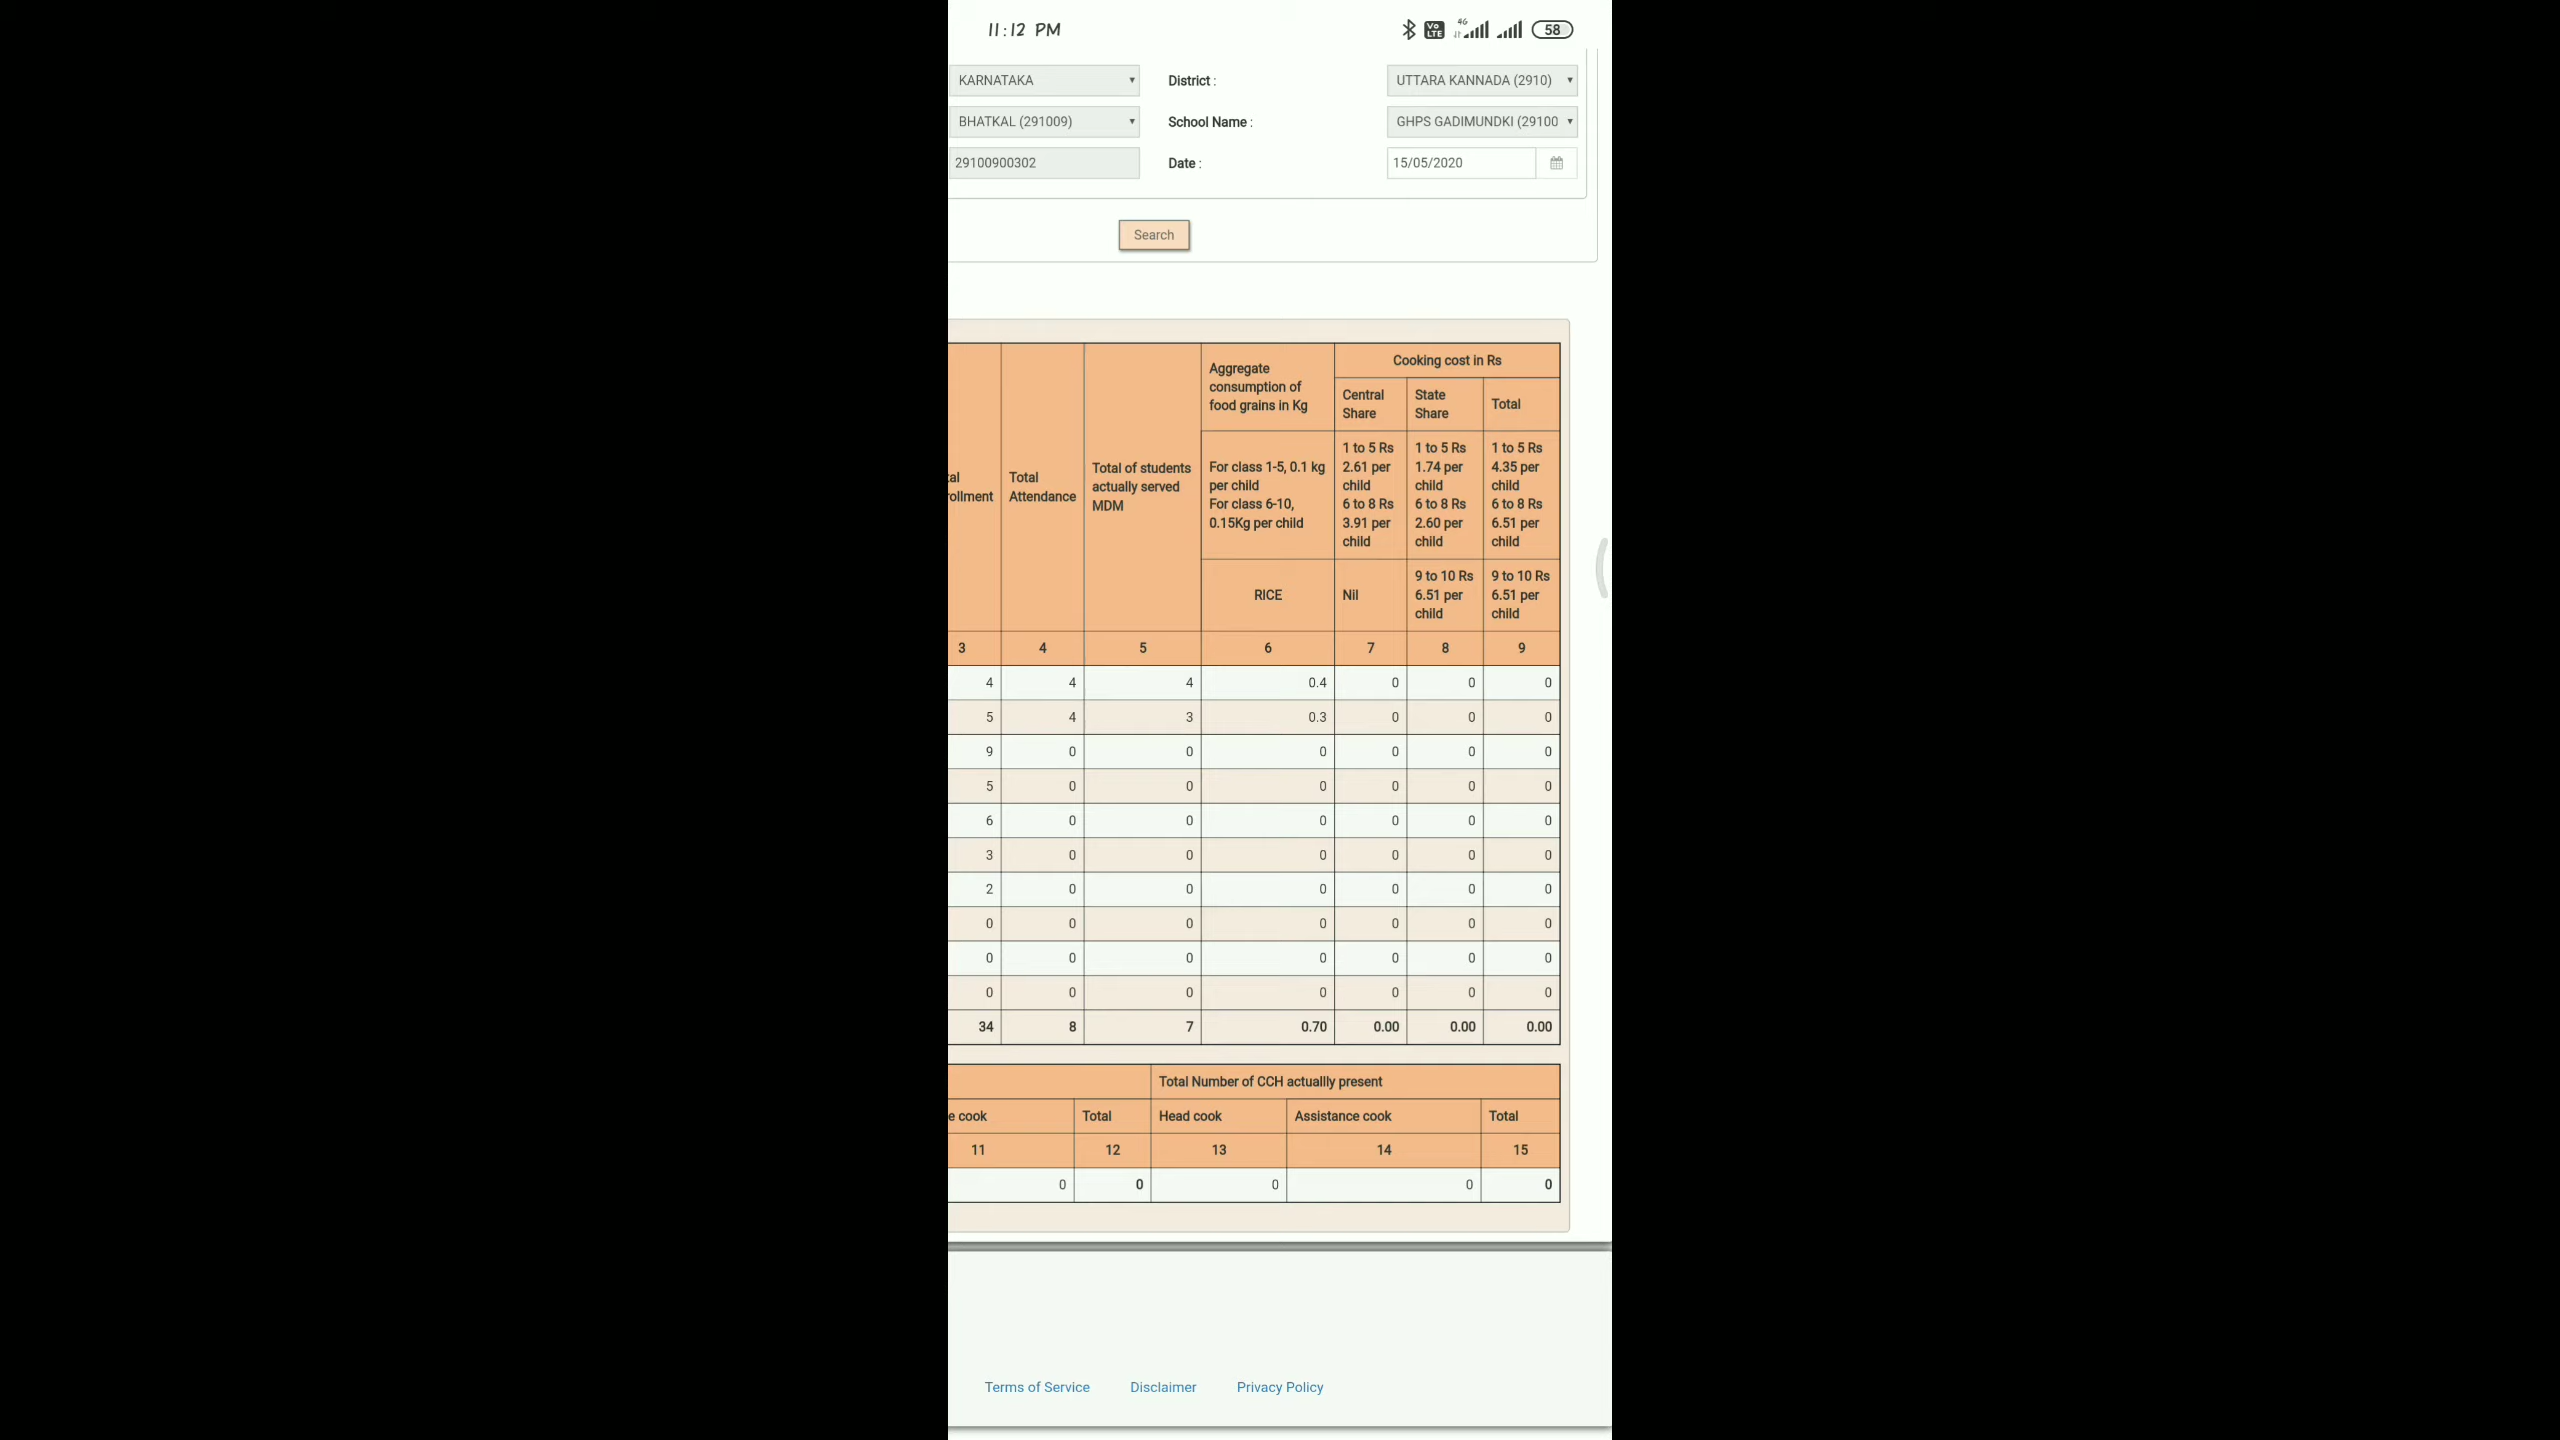 11:12 PM
Vo LTE 4G 58
KARNATAKA District : UTTARA KANNADA (2910)
BHATKAL (291009) School Name : GHPS GADIMUNDKI (29100
29100900302 Date : 15/05/2020
Search
Cooking cost in Rs
Aggregate
consumption of
food grains in Kg
Central
Share
State
Share
Total
al
rollment
Total
Attendance
Total of students
actually served
MDM
For class 1-5, 0.1 kg
per child
For class 6-10,
0.15Kg per child
1 to 5 Rs
2.61 per
child
6 to 8 Rs
3.91 per
child
1 to 5 Rs
1.74 per
child
6 to 8 Rs
2.60 per
child
1 to 5 Rs
4.35 per
child
6 to 8 Rs
6.51 per
child
RICE
Nil
9 to 10 Rs
6.51 per
child
9 to 10 Rs
6.51 per
child
3 4 5 6 7 8 9
4 4 4 0.4 0 0 0
5 4 3 0.3 0 0 0
9 0 0 0 0 0 0
5 0 0 0 0 0 0
6 0 0 0 0 0 0
3 0 0 0 0 0 0
2 0 0 0 0 0 0
0 0 0 0 0 0 0
0 0 0 0 0 0 0
0 0 0 0 0 0 0
34 8 7 0.70 0.00 0.00 0.00
Total Number of CCH actuallly present
e cook Total Head cook Assistance cook Total
11 12 13 14 15
0 0 0 0 0
Terms of Service Disclaimer Privacy Policy